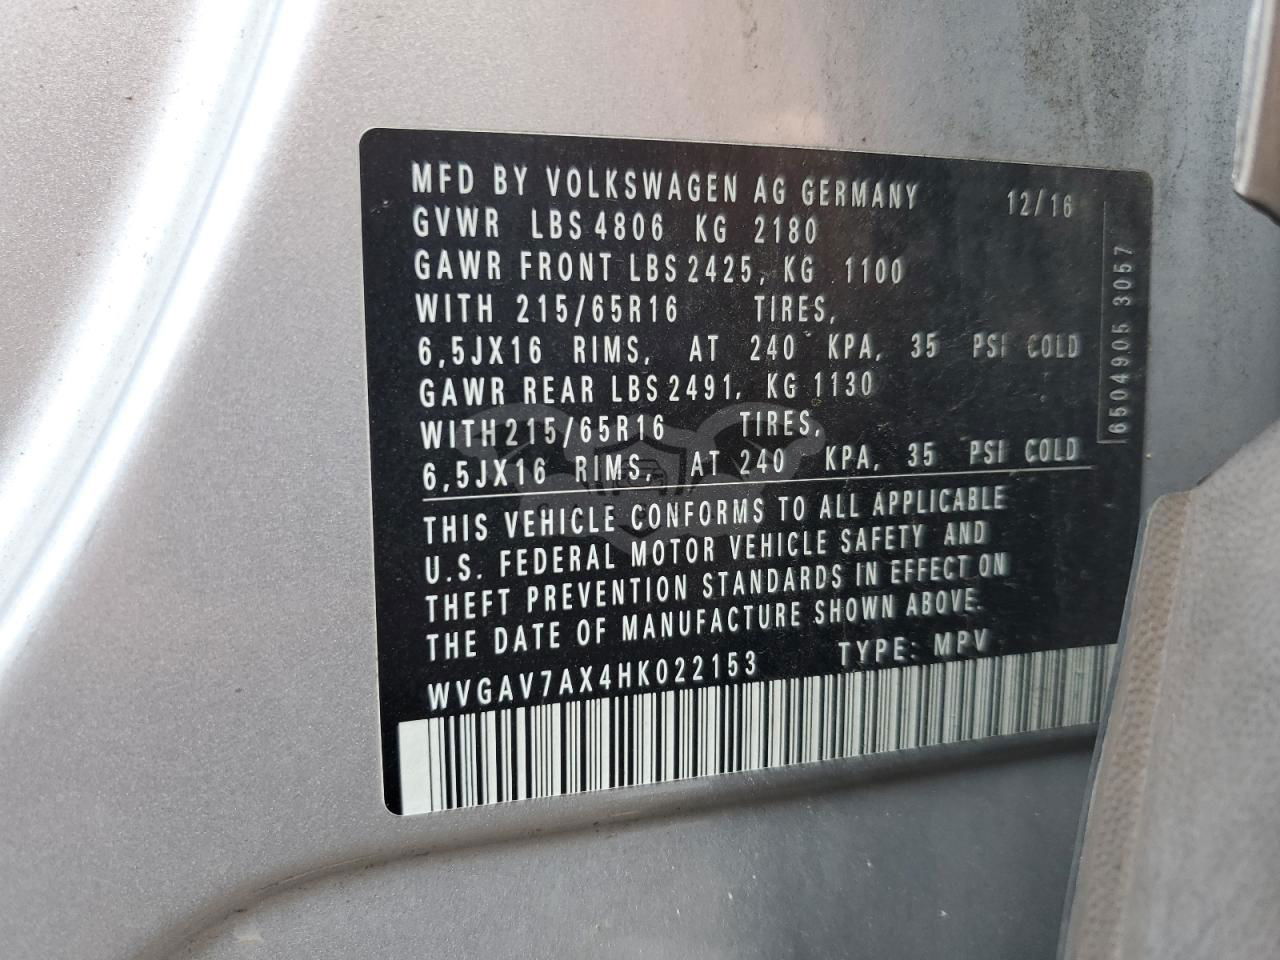 MFD BY VOLKSWAGEN AG GERMANY 12/16
GVWR LBS 4806 KG 2180
GAWR FRONT LBS 2425, KG 1100
WITH 215/65R16 TIRES,
6,5JX16 RIMS, AT 240 KPA, 35 PSI COLD
GAWR REAR LBS 2491, KG 1130
WITH 215/65R16 TIRES,
6,5JX16 RIMS, AT 240 KPA, 35 PSI COLD
THIS VEHICLE CONFORMS TO ALL APPLICABLE
U.S. FEDERAL MOTOR VEHICLE SAFETY AND
THEFT PREVENTION STANDARDS IN EFFECT ON
THE DATE OF MANUFACTURE SHOWN ABOVE.
WVGAV7AX4HK022153 TYPE: MPV
6504905 3057